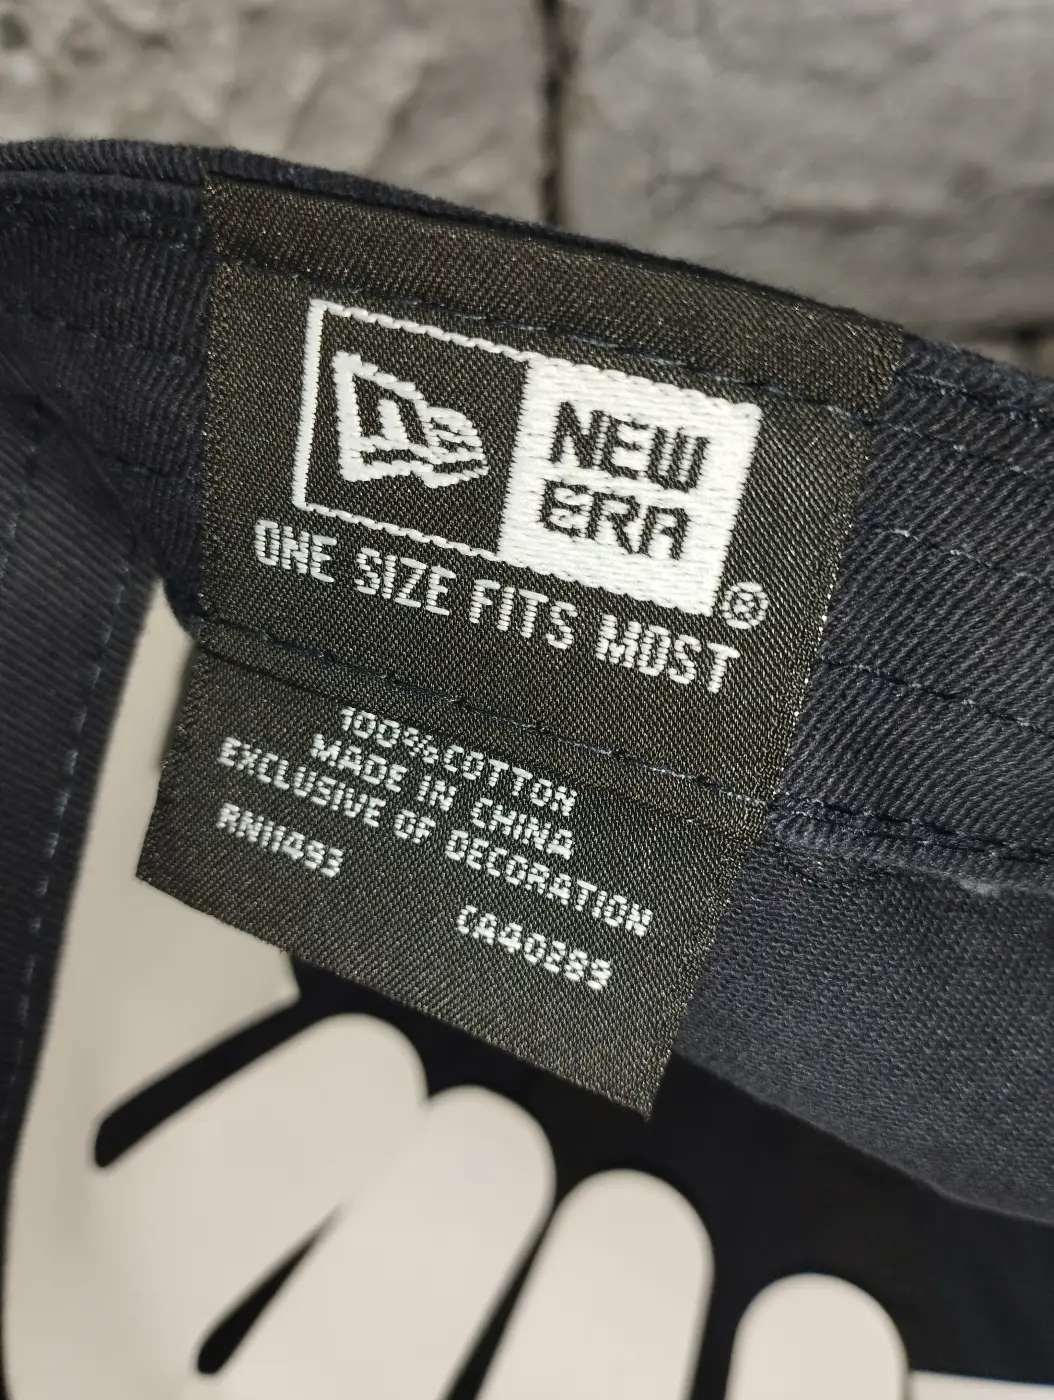 NEW
ERA
®
ONE SIZE FITS MOST
100% COTTON
MADE IN CHINA
EXCLUSIVE OF DECORATION
RN11493
CA40283